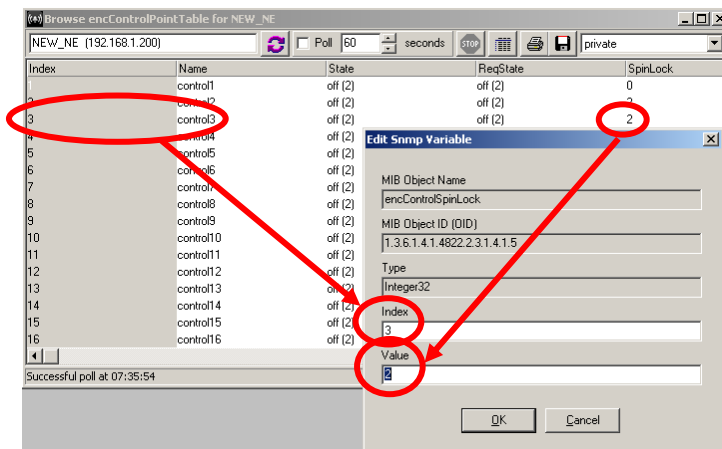 Browse encControlPointTable for NEW_NE
NEW_NE (192.168.1.200) Poll 60 seconds STOP private
Index Name State ReqState SpinLock
1 control1 off (2) off (2) 0
2 control2 off (2) off (2) 2
3 control3 off (2) off (2) 2
4 control4 off (2)
5 control5 off (2)
6 control6 off (2)
7 control7 off (2)
8 control8 off (2)
9 control9 off (2)
10 control10 off (2)
11 control11 off (2)
12 control12 off (2)
13 control13 off (2)
14 control14 off (2)
15 control15 off (2)
16 control16 off (2)
Successful poll at 07:35:54
Edit Snmp Variable
MIB Object Name
encControlSpinLock
MIB Object ID (OID)
1.3.6.1.4.1.4822.2.3.1.4.1.5
Type
Integer32
Index
3
Value
2
OK Cancel